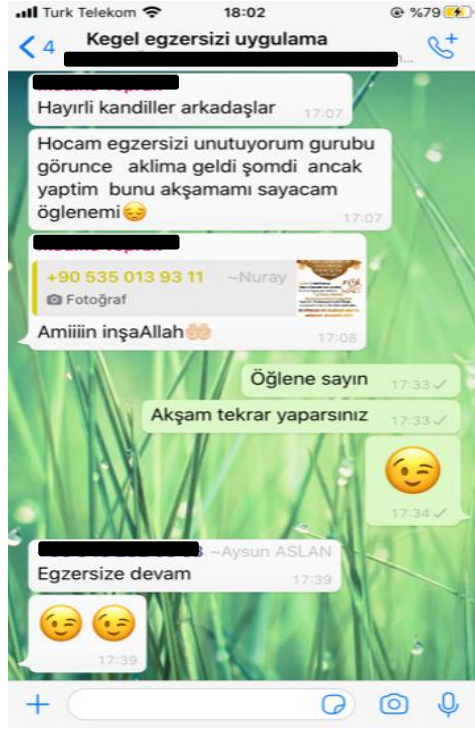 Turk Telekom
18:02
%79
4
Kegel egzersizi uygulama
Hayırli kandiller arkadaşlar 17:07
Hocam egzersizi unutuyorum gurubu
görunce aklima geldi şomdi ancak
yaptim bunu akşamamı sayacam
öglenemi
17:07
+90 535 013 93 11 ~Nuray
Fotoğraf
Amiiiin inşaAllah 17:08
Öğlene sayın 17:33
Akşam tekrar yaparsınız 17:33
17:34
~Aysun ASLAN
Egzersize devam 17:39
17:39